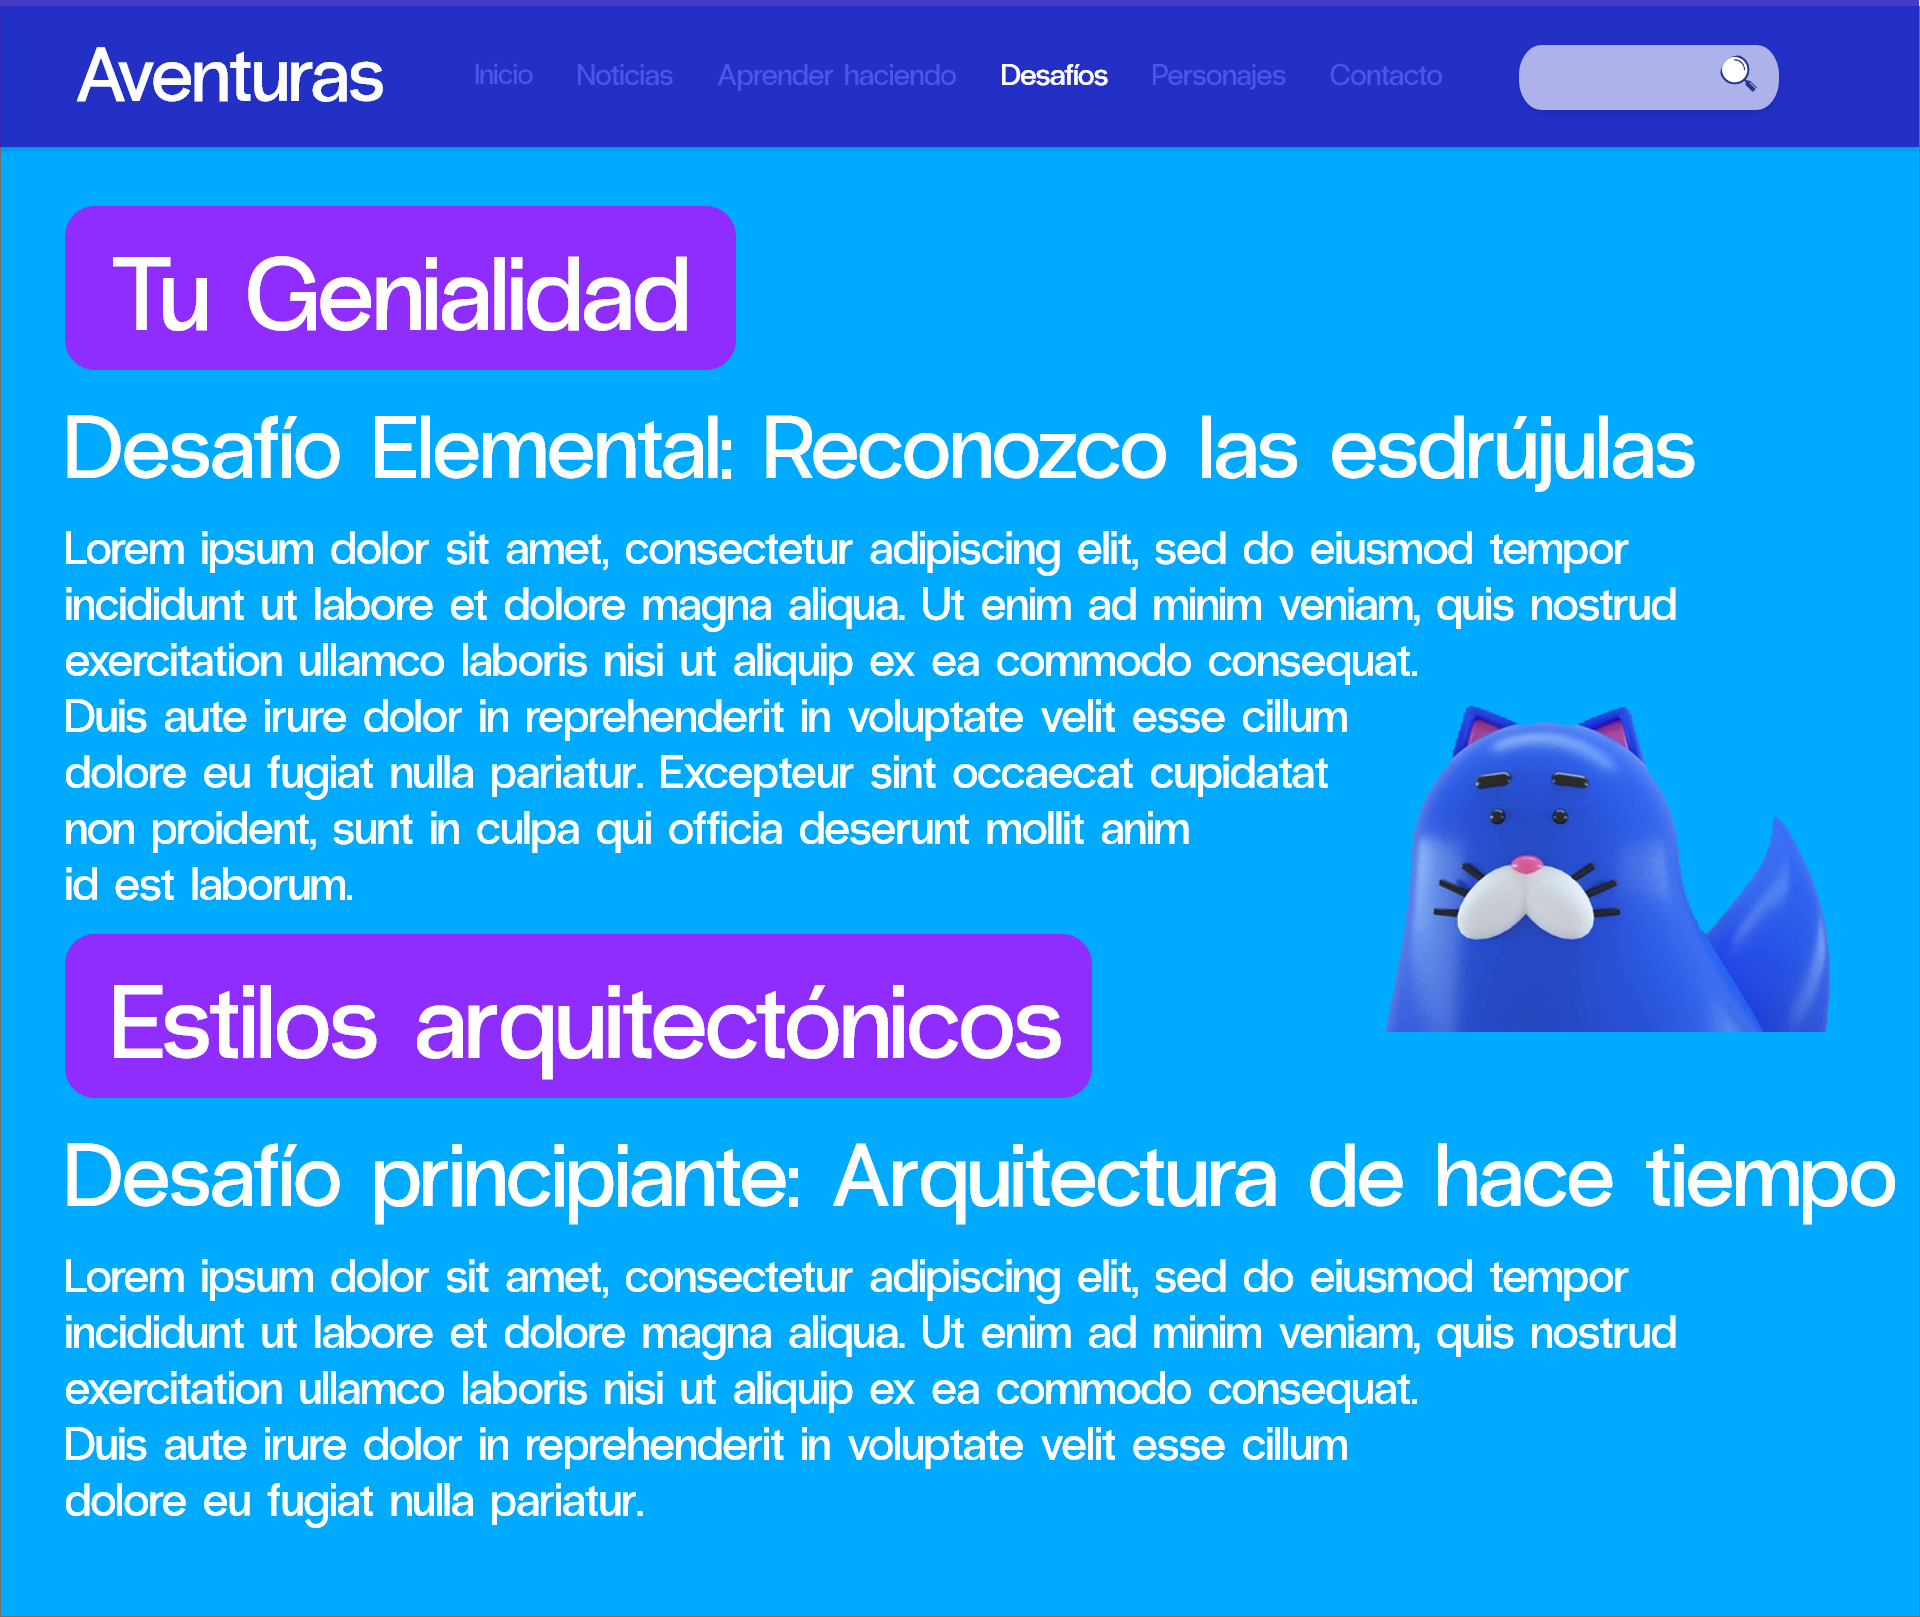 Aventuras
Inicio Noticias Aprender haciendo Desafíos Personajes Contacto
Tu Genialidad
Desafío Elemental: Reconozco las esdrújulas
Lorem ipsum dolor sit amet, consectetur adipiscing elit, sed do eiusmod tempor
incididunt ut labore et dolore magna aliqua. Ut enim ad minim veniam, quis nostrud
exercitation ullamco laboris nisi ut aliquip ex ea commodo consequat.
Duis aute irure dolor in reprehenderit in voluptate velit esse cillum
dolore eu fugiat nulla pariatur. Excepteur sint occaecat cupidatat
non proident, sunt in culpa qui officia deserunt mollit anim
id est laborum.
Estilos arquitectónicos
Desafío principiante: Arquitectura de hace tiempo
Lorem ipsum dolor sit amet, consectetur adipiscing elit, sed do eiusmod tempor
incididunt ut labore et dolore magna aliqua. Ut enim ad minim veniam, quis nostrud
exercitation ullamco laboris nisi ut aliquip ex ea commodo consequat.
Duis aute irure dolor in reprehenderit in voluptate velit esse cillum
dolore eu fugiat nulla pariatur.